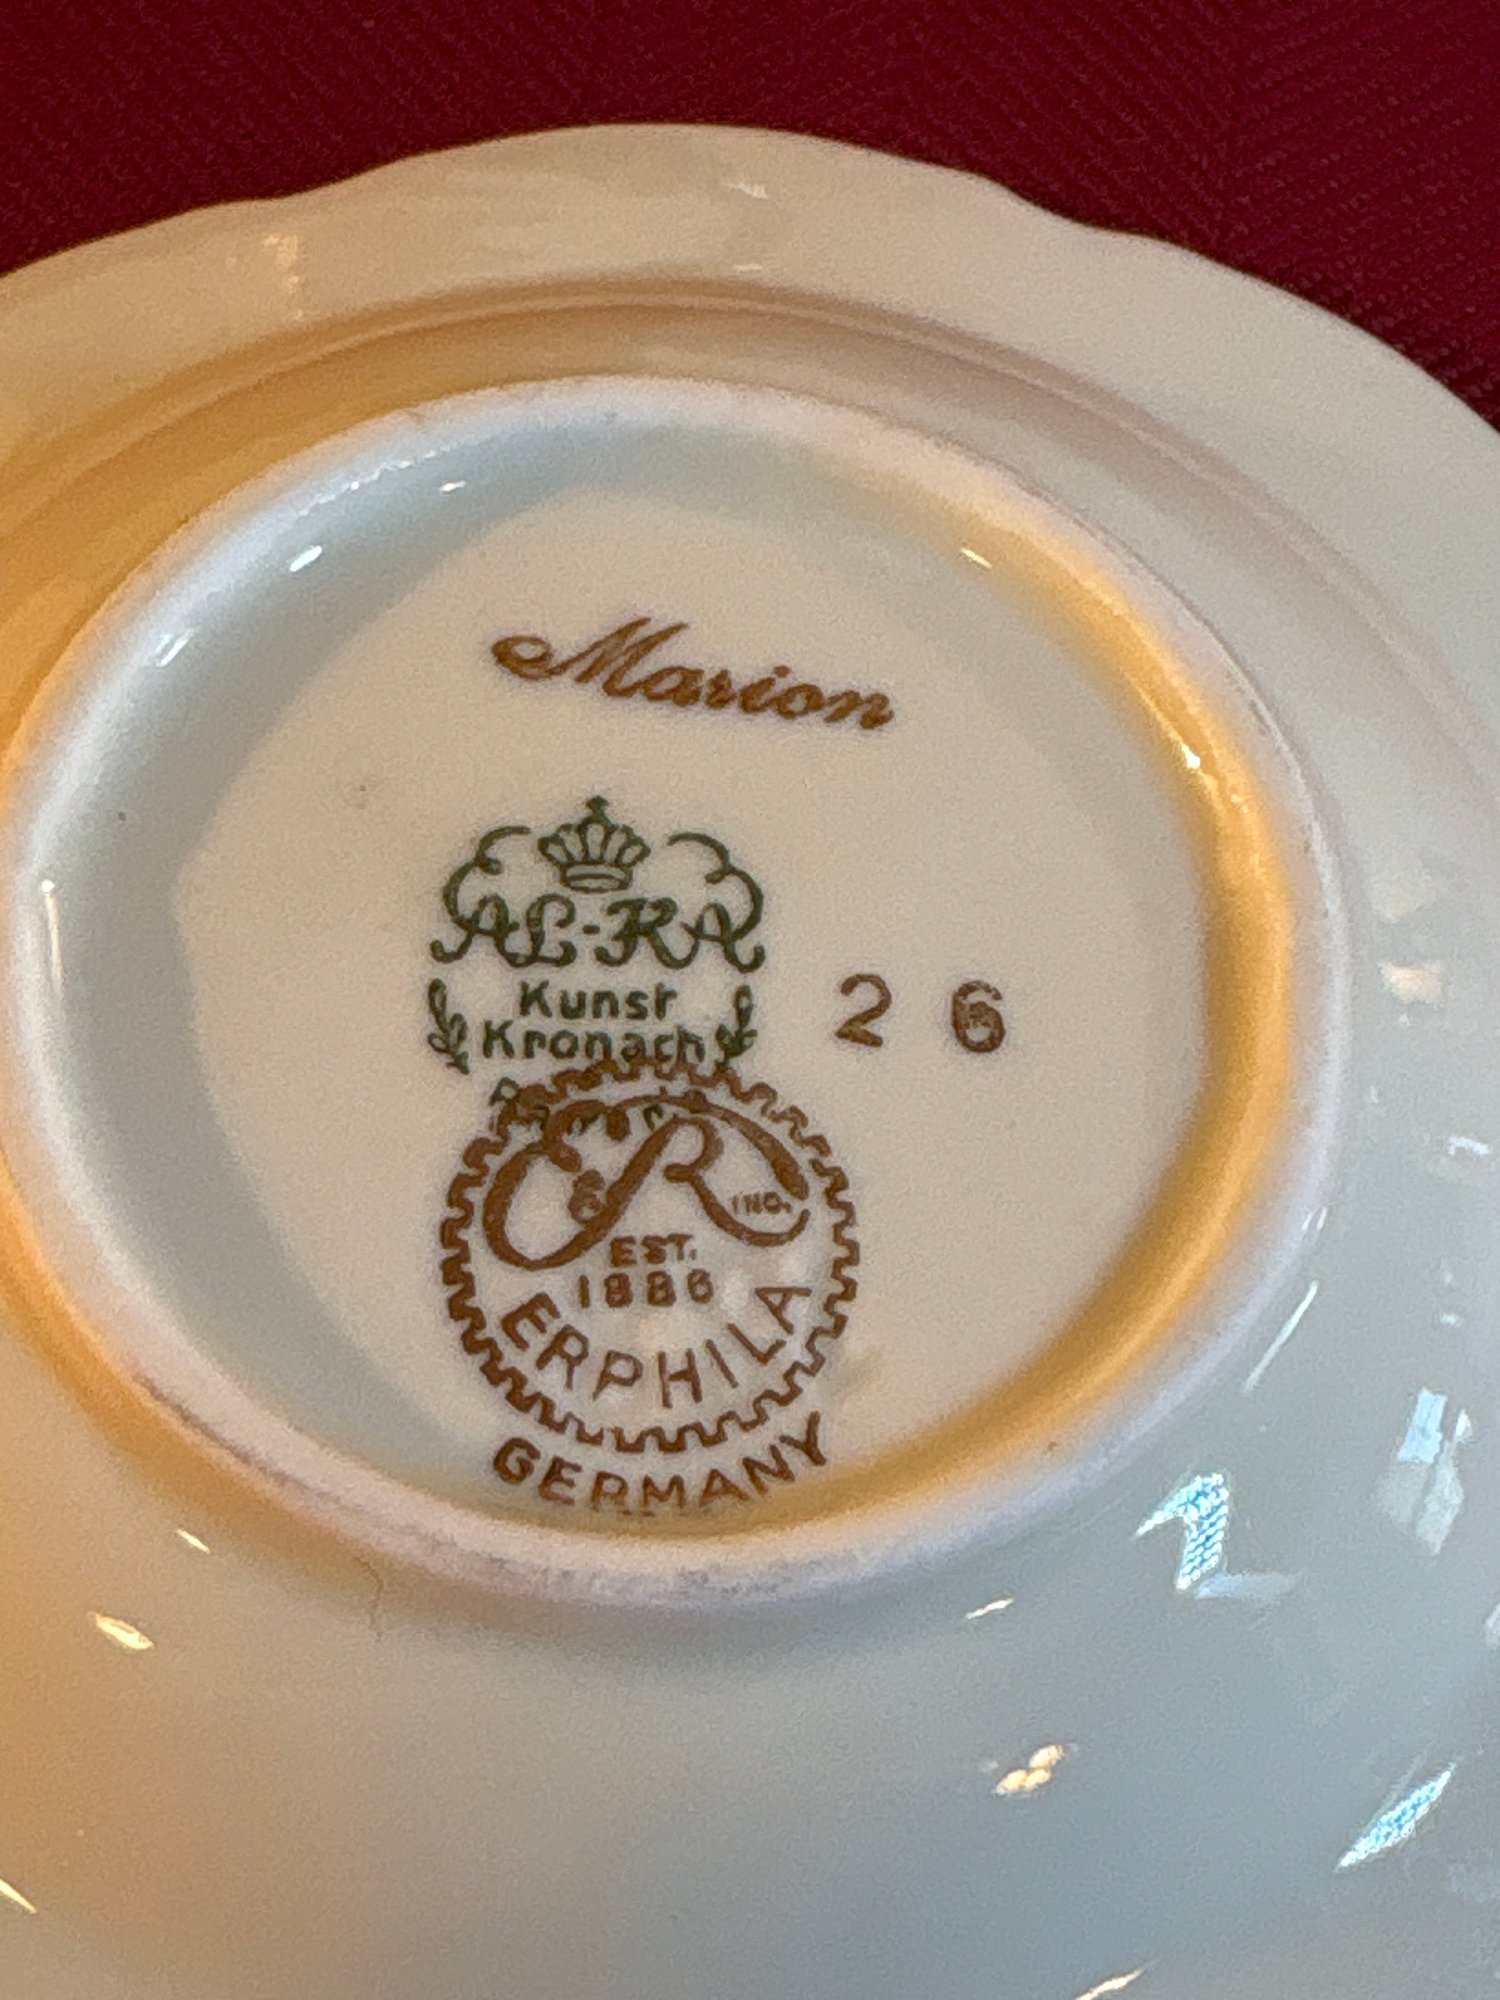 Marion
AL-KA
Kunst
Kronach
2 6
E&R INC.
EST.
1886
ERPHILA
GERMANY